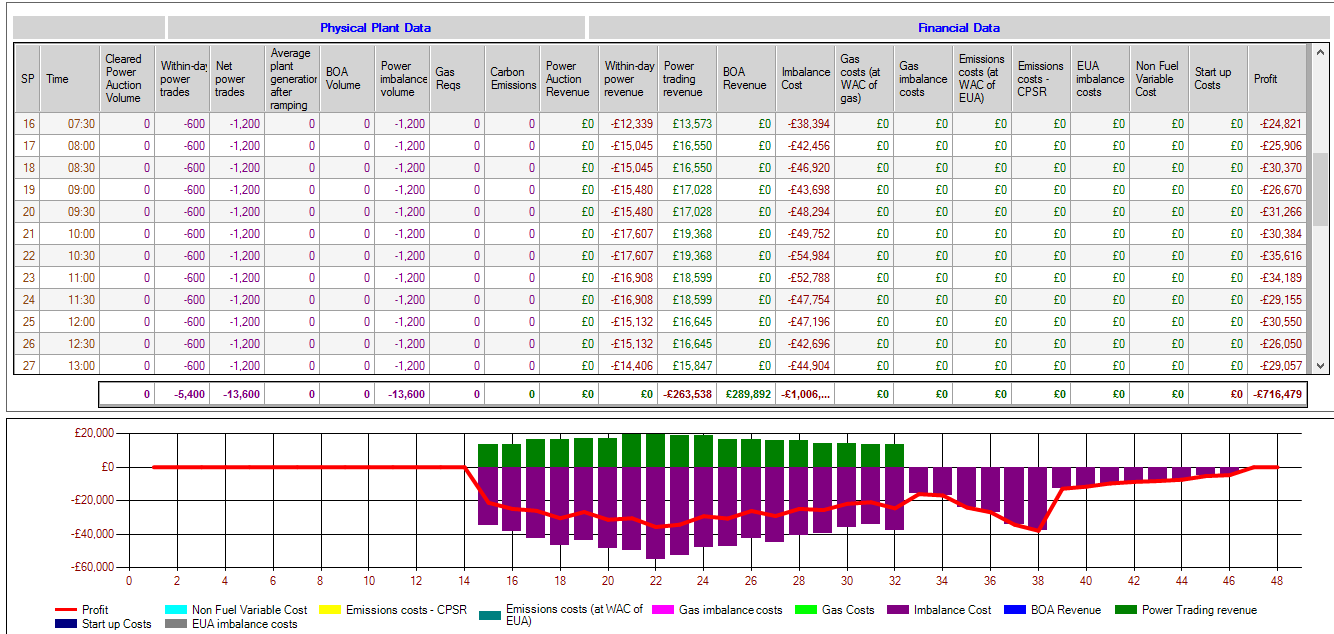 Physical Plant Data Financial Data
SP Time Cleared Power Auction Volume Within-day power trades Net power trades Average plant generation after ramping BOA Volume Power imbalance volume Gas Reqs Carbon Emissions Power Auction Revenue Within-day power revenue Power trading revenue BOA Revenue Imbalance Cost Gas costs (at WAC of gas) Gas imbalance costs Emissions costs (at WAC of EUA) Emissions costs - CPSR EUA imbalance costs Non Fuel Variable Cost Start up Costs Profit
16 07:30 0 -600 -1,200 0 0 -1,200 0 0 £0 -£12,339 £13,573 £0 -£38,394 £0 £0 £0 £0 £0 £0 £0 -£24,821
17 08:00 0 -600 -1,200 0 0 -1,200 0 0 £0 -£15,045 £16,550 £0 -£42,456 £0 £0 £0 £0 £0 £0 £0 -£25,906
18 08:30 0 -600 -1,200 0 0 -1,200 0 0 £0 -£15,045 £16,550 £0 -£46,920 £0 £0 £0 £0 £0 £0 £0 -£30,370
19 09:00 0 -600 -1,200 0 0 -1,200 0 0 £0 -£15,480 £17,028 £0 -£43,698 £0 £0 £0 £0 £0 £0 £0 -£26,670
20 09:30 0 -600 -1,200 0 0 -1,200 0 0 £0 -£15,480 £17,028 £0 -£48,294 £0 £0 £0 £0 £0 £0 £0 -£31,266
21 10:00 0 -600 -1,200 0 0 -1,200 0 0 £0 -£17,607 £19,368 £0 -£49,752 £0 £0 £0 £0 £0 £0 £0 -£30,384
22 10:30 0 -600 -1,200 0 0 -1,200 0 0 £0 -£17,607 £19,368 £0 -£54,984 £0 £0 £0 £0 £0 £0 £0 -£35,616
23 11:00 0 -600 -1,200 0 0 -1,200 0 0 £0 -£16,908 £18,599 £0 -£52,788 £0 £0 £0 £0 £0 £0 £0 -£34,189
24 11:30 0 -600 -1,200 0 0 -1,200 0 0 £0 -£16,908 £18,599 £0 -£47,754 £0 £0 £0 £0 £0 £0 £0 -£29,155
25 12:00 0 -600 -1,200 0 0 -1,200 0 0 £0 -£15,132 £16,645 £0 -£47,196 £0 £0 £0 £0 £0 £0 £0 -£30,550
26 12:30 0 -600 -1,200 0 0 -1,200 0 0 £0 -£15,132 £16,645 £0 -£42,696 £0 £0 £0 £0 £0 £0 £0 -£26,050
27 13:00 0 -600 -1,200 0 0 -1,200 0 0 £0 -£14,406 £15,847 £0 -£44,904 £0 £0 £0 £0 £0 £0 £0 -£29,057
0 -5,400 -13,600 0 0 -13,600 0 0 £0 £0 -£263,538 £289,892 -£1,006,... £0 £0 £0 £0 £0 £0 £0 -£716,479
£20,000
£0
-£20,000
-£40,000
-£60,000
0 2 4 6 8 10 12 14 16 18 20 22 24 26 28 30 32 34 36 38 40 42 44 46 48
Profit Non Fuel Variable Cost Emissions costs - CPSR Emissions costs (at WAC of EUA) Gas imbalance costs Gas Costs Imbalance Cost BOA Revenue Power Trading revenue
Start up Costs EUA imbalance costs